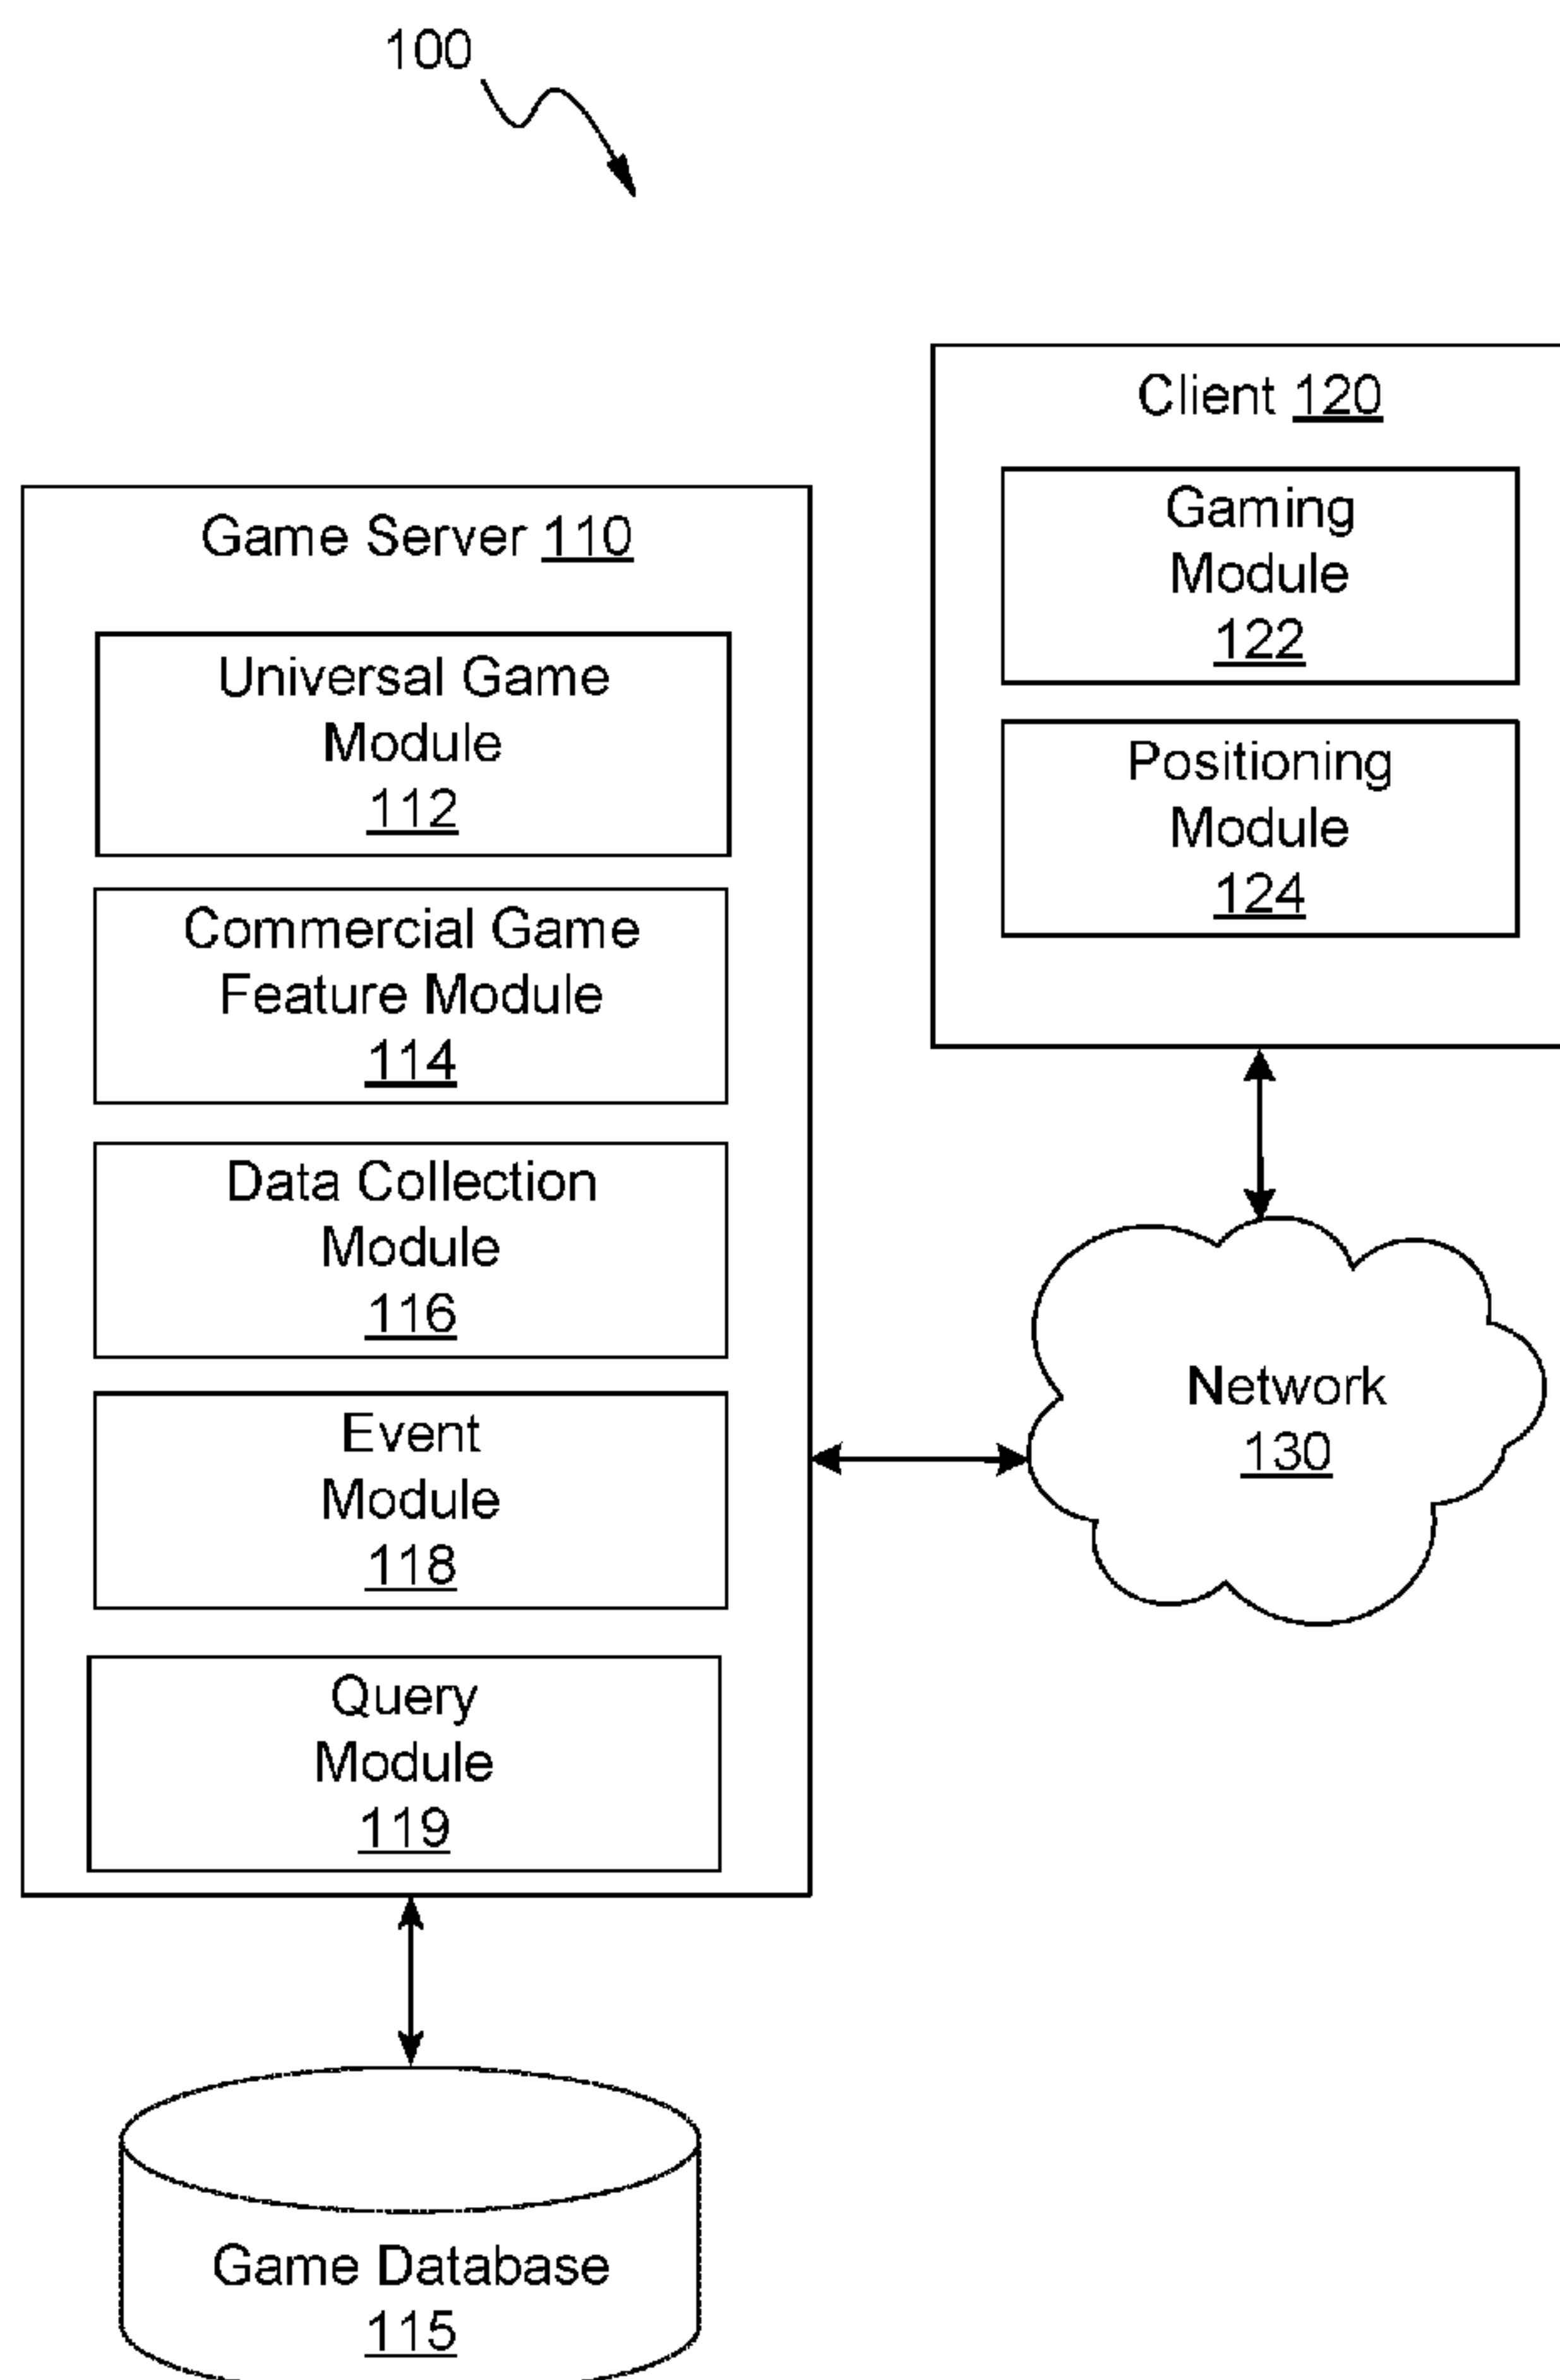 100
Client 120
Gaming
Module
122
Positioning
Module
124
Game Server 110
Universal Game
Module
112
Commercial Game
Feature Module
114
Data Collection
Module
116
Event
Module
118
Query
Module
119
Network
130
Game Database
115